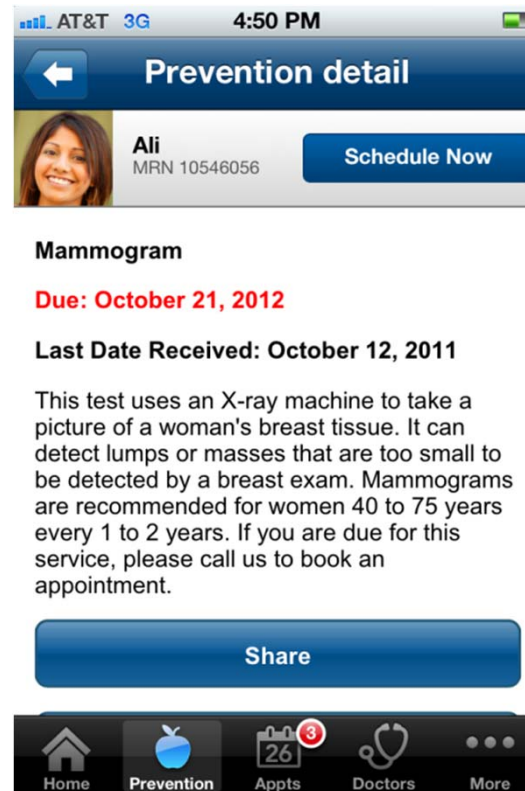 AT&T 3G 4:50 PM
Prevention detail
Ali
MRN 10546056
Schedule Now
Mammogram
Due: October 21, 2012
Last Date Received: October 12, 2011
This test uses an X-ray machine to take a
picture of a woman's breast tissue. It can
detect lumps or masses that are too small to
be detected by a breast exam. Mammograms
are recommended for women 40 to 75 years
every 1 to 2 years. If you are due for this
service, please call us to book an
appointment.
Share
3
26
Home Prevention Appts Doctors More